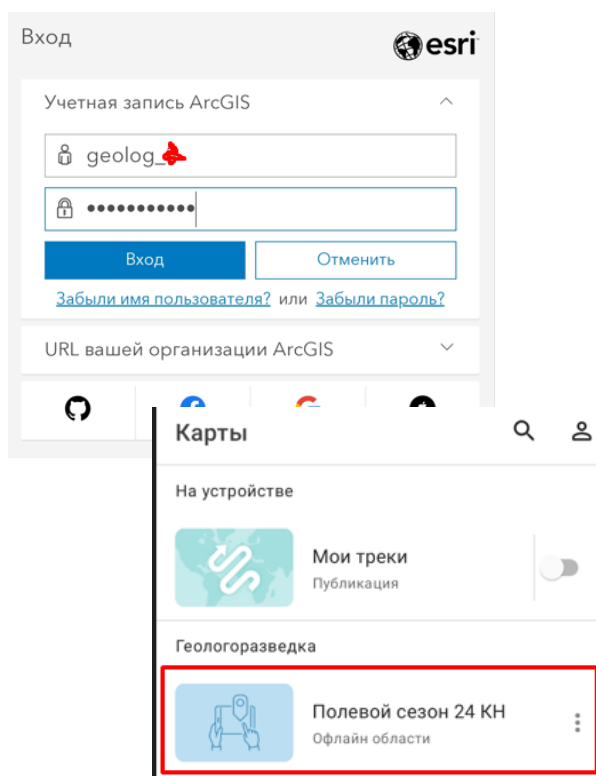 Вход
esri
Учетная запись ArcGIS
geolog_
Вход
Отменить
Забыли имя пользователя? или Забыли пароль?
URL вашей организации ArcGIS
Карты
На устройстве
Мои треки
Публикация
Геологоразведка
Полевой сезон 24 КН
Офлайн области